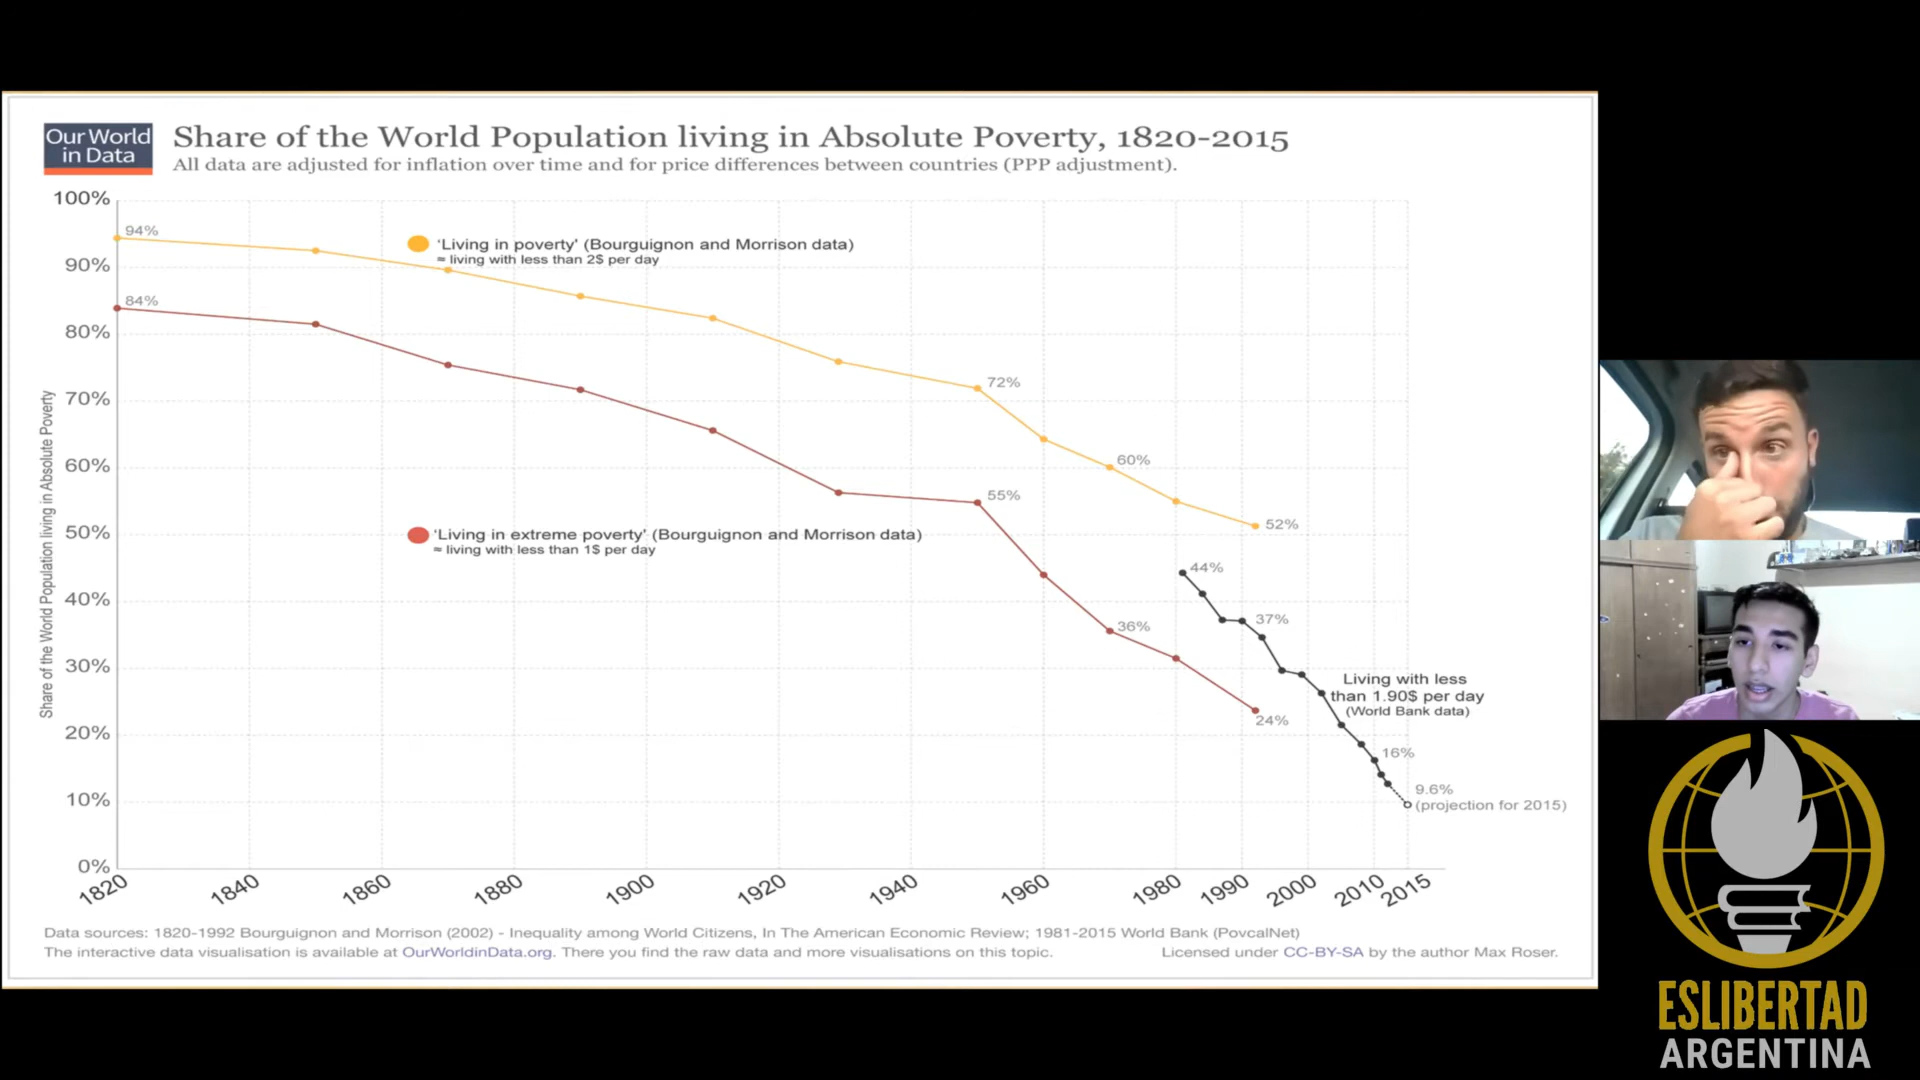 Our World
in Data
Share of the World Population living in Absolute Poverty, 1820-2015
All data are adjusted for inflation over time and for price differences between countries (PPP adjustment).
Share of the World Population living in Absolute Poverty
100%
90%
80%
70%
60%
50%
40%
30%
20%
10%
0%
94%
84%
'Living in poverty' (Bourguignon and Morrison data)
≈ living with less than 2$ per day
72%
60%
55%
52%
'Living in extreme poverty' (Bourguignon and Morrison data)
≈ living with less than 1$ per day
44%
37%
36%
24%
Living with less
than 1.90$ per day
(World Bank data)
16%
9.6%
(projection for 2015)
1820
1840
1860
1880
1900
1920
1940
1960
1980
1990
2000
2010
2015
Data sources: 1820-1992 Bourguignon and Morrison (2002) - Inequality among World Citizens, In The American Economic Review; 1981-2015 World Bank (PovcalNet)
The interactive data visualisation is available at OurWorldinData.org. There you find the raw data and more visualisations on this topic.
Licensed under CC-BY-SA by the author Max Roser.
ESLIBERTAD
ARGENTINA